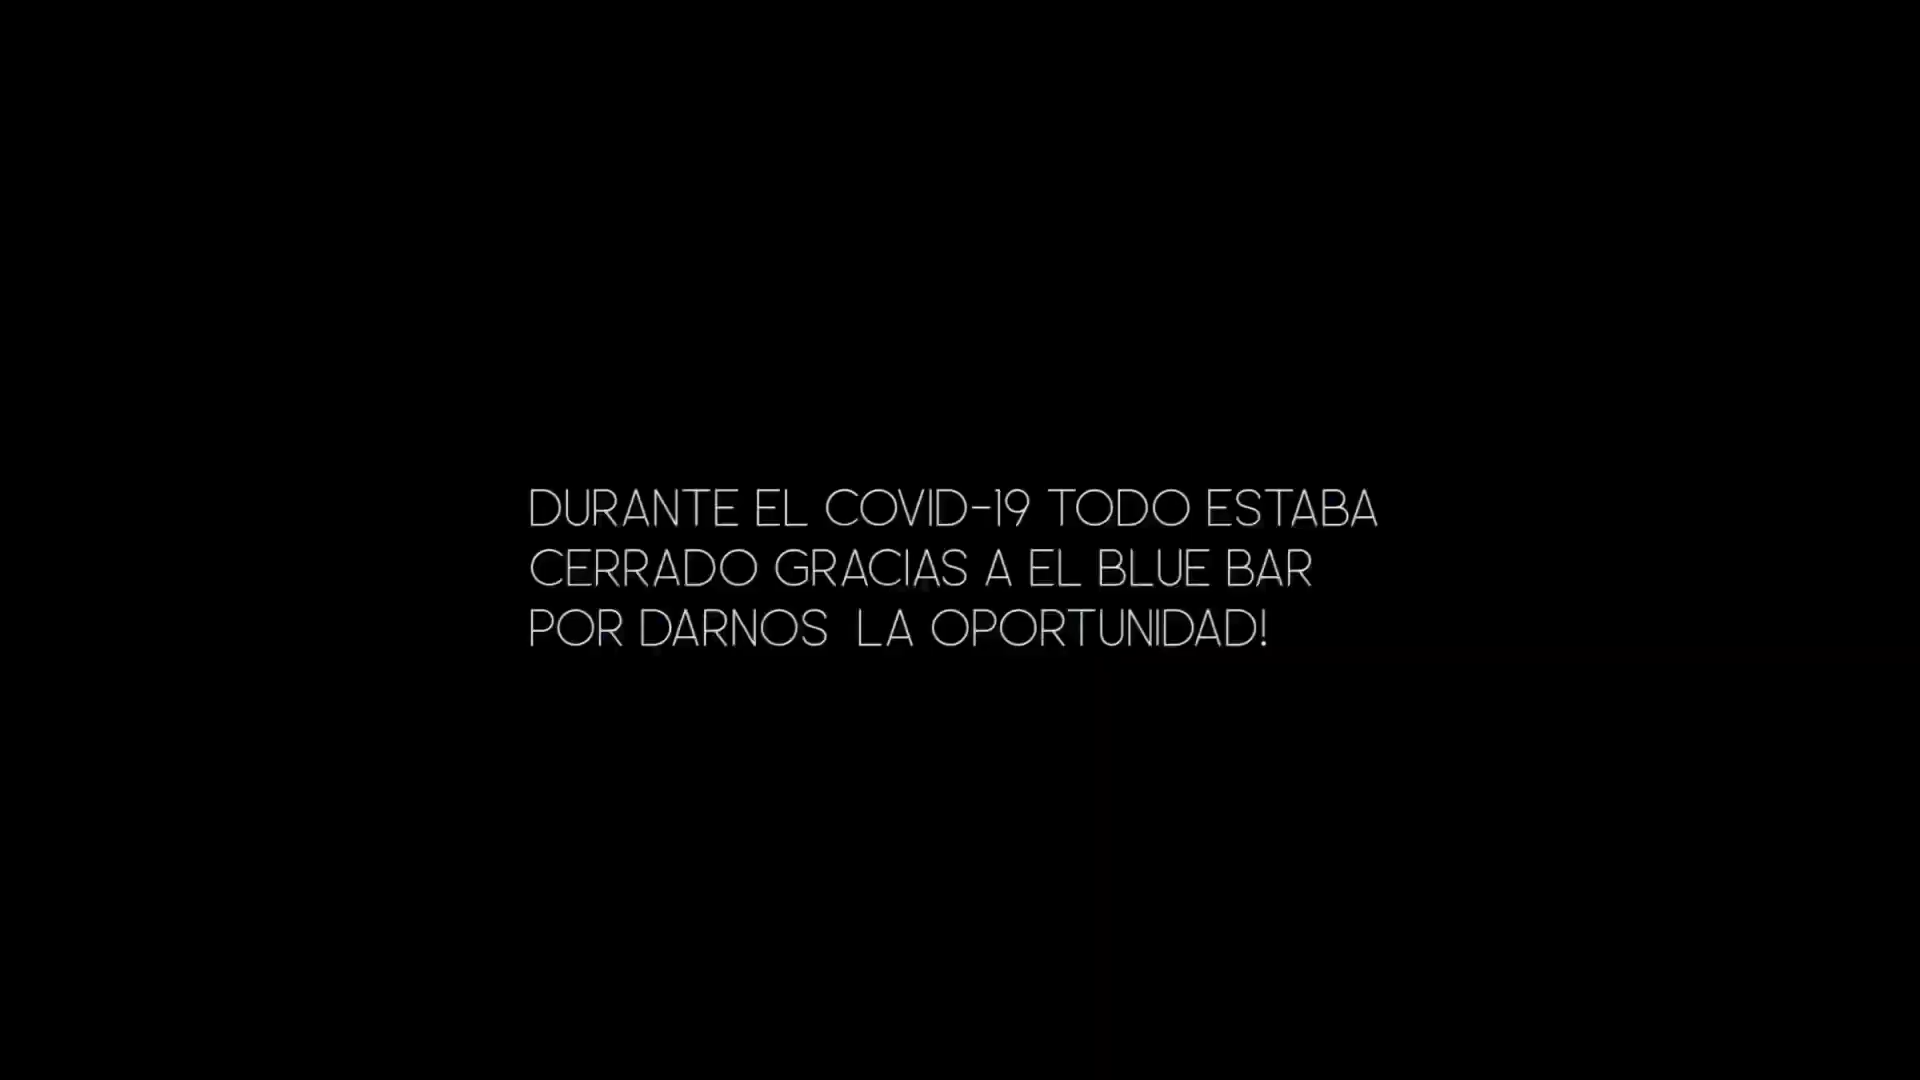 DURANTE EL COVID-19 TODO ESTABA
CERRADO GRACIAS A EL BLUE BAR
POR DARNOS  LA OPORTUNIDAD!